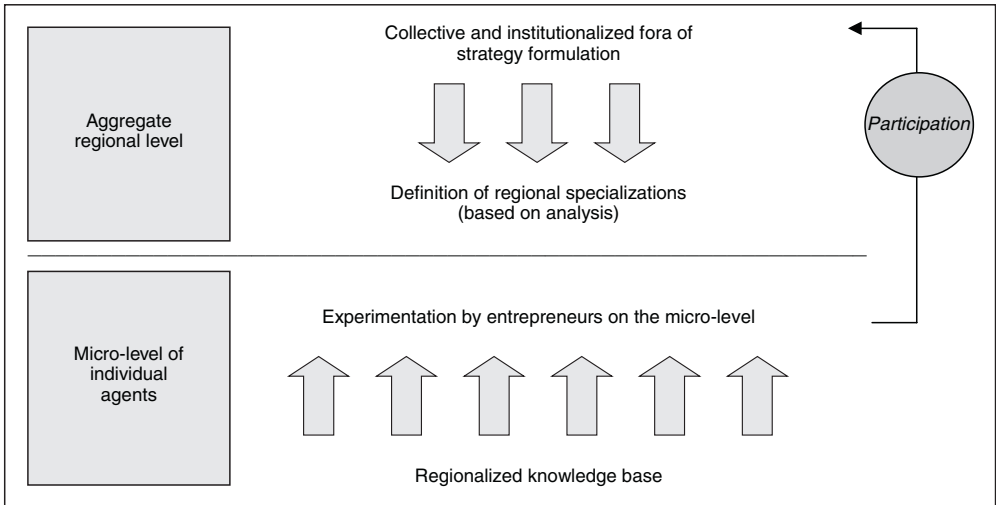 Collective and institutionalized fora of
strategy formulation
Aggregate
regional level
Participation
Definition of regional specializations
(based on analysis)
Experimentation by entrepreneurs on the micro-level
Micro-level of
individual
agents
Regionalized knowledge base